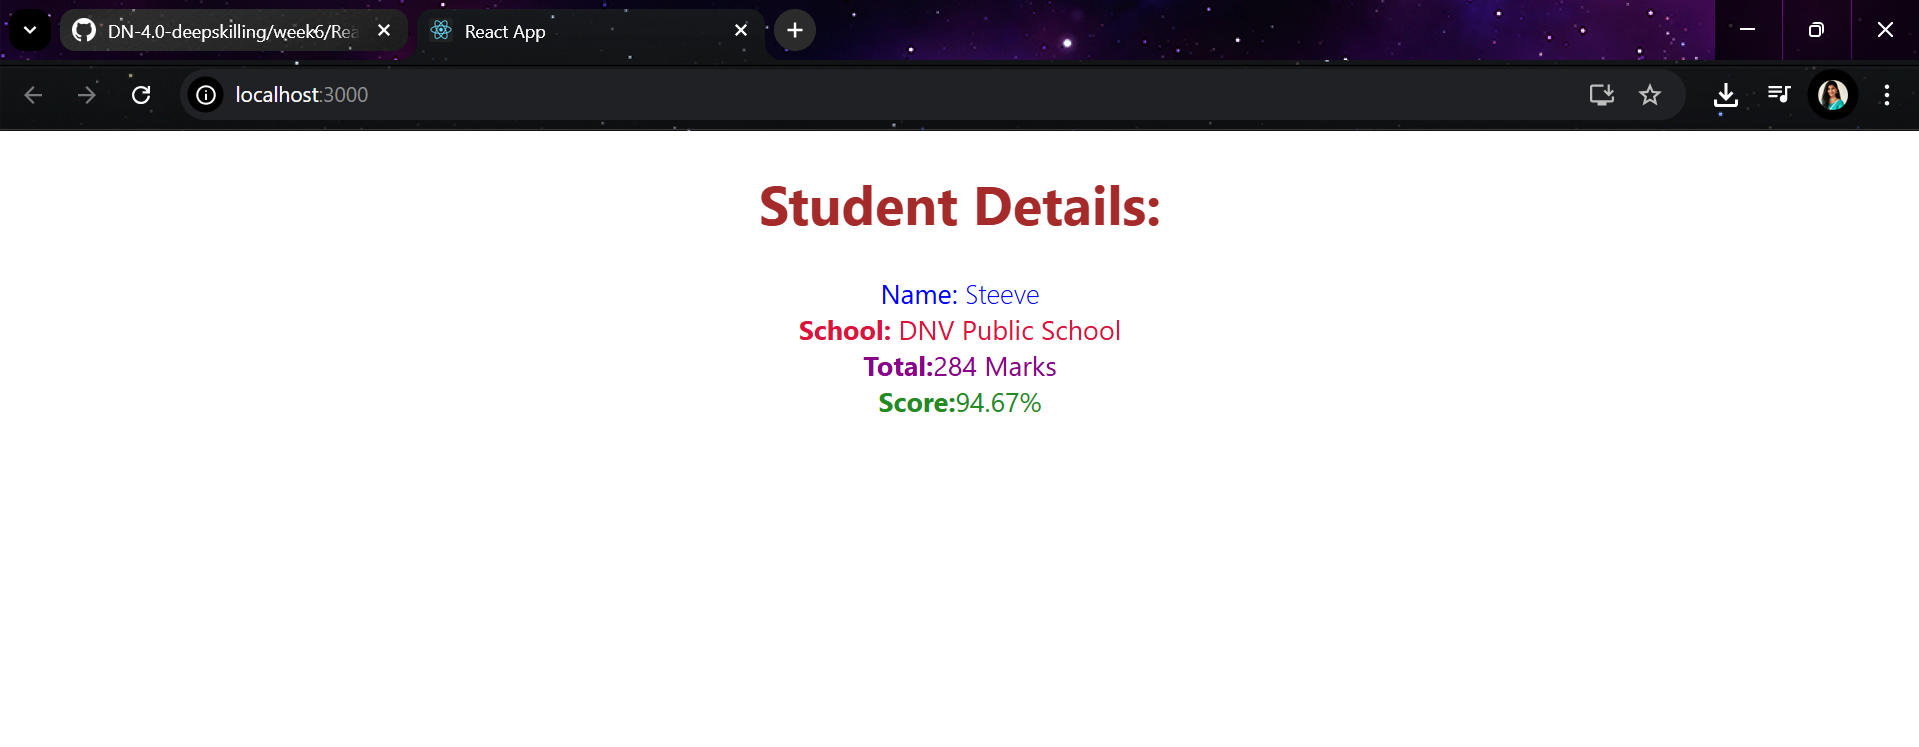 DN-4.0-deepskilling/week6/Rea
React App
localhost:3000
Student Details:
Name: Steeve
School: DNV Public School
Total:284 Marks
Score:94.67%